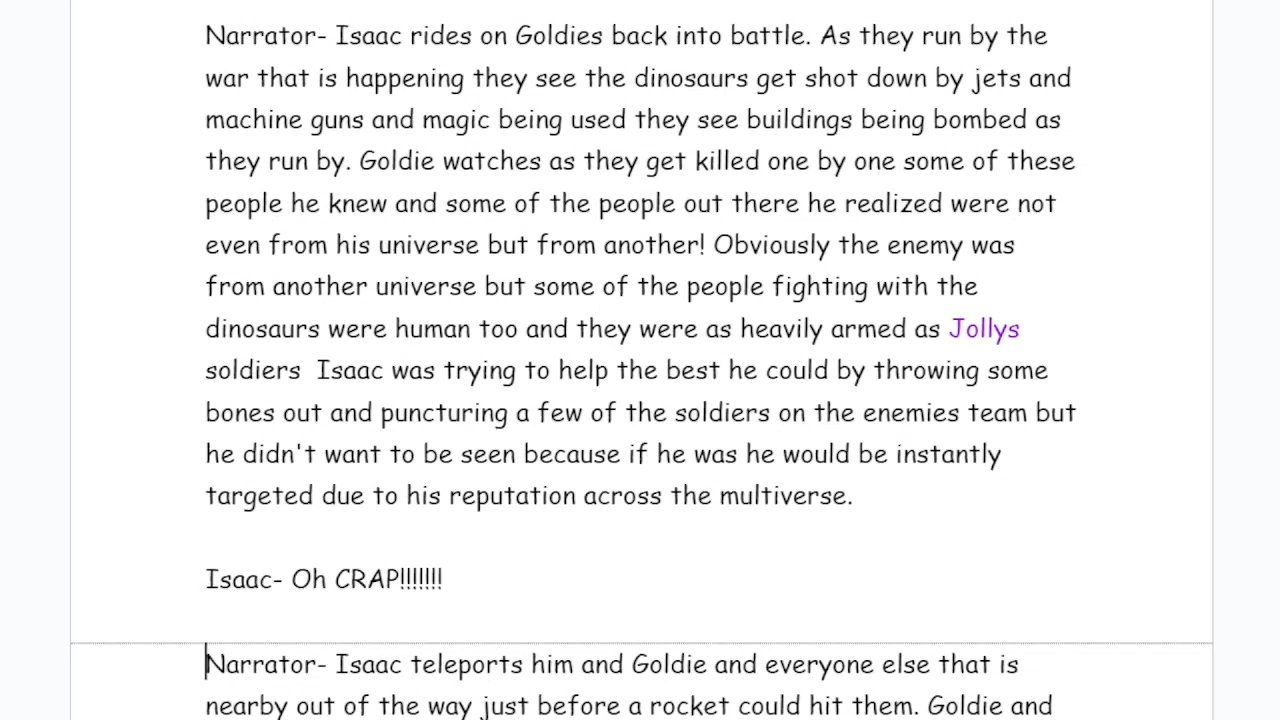 Narrator- Isaac rides on Goldies back into battle. As they run by the
war that is happening they see the dinosaurs get shot down by jets and
machine guns and magic being used they see buildings being bombed as
they run by. Goldie watches as they get killed one by one some of these
people he knew and some of the people out there he realized were not
even from his universe but from another! Obviously the enemy was
from another universe but some of the people fighting with the
dinosaurs were human too and they were as heavily armed as Jollys
soldiers  Isaac was trying to help the best he could by throwing some
bones out and puncturing a few of the soldiers on the enemies team but
he didn't want to be seen because if he was he would be instantly
targeted due to his reputation across the multiverse.
Isaac- Oh CRAP!!!!!!!
Narrator- Isaac teleports him and Goldie and everyone else that is
nearby out of the way just before a rocket could hit them. Goldie and